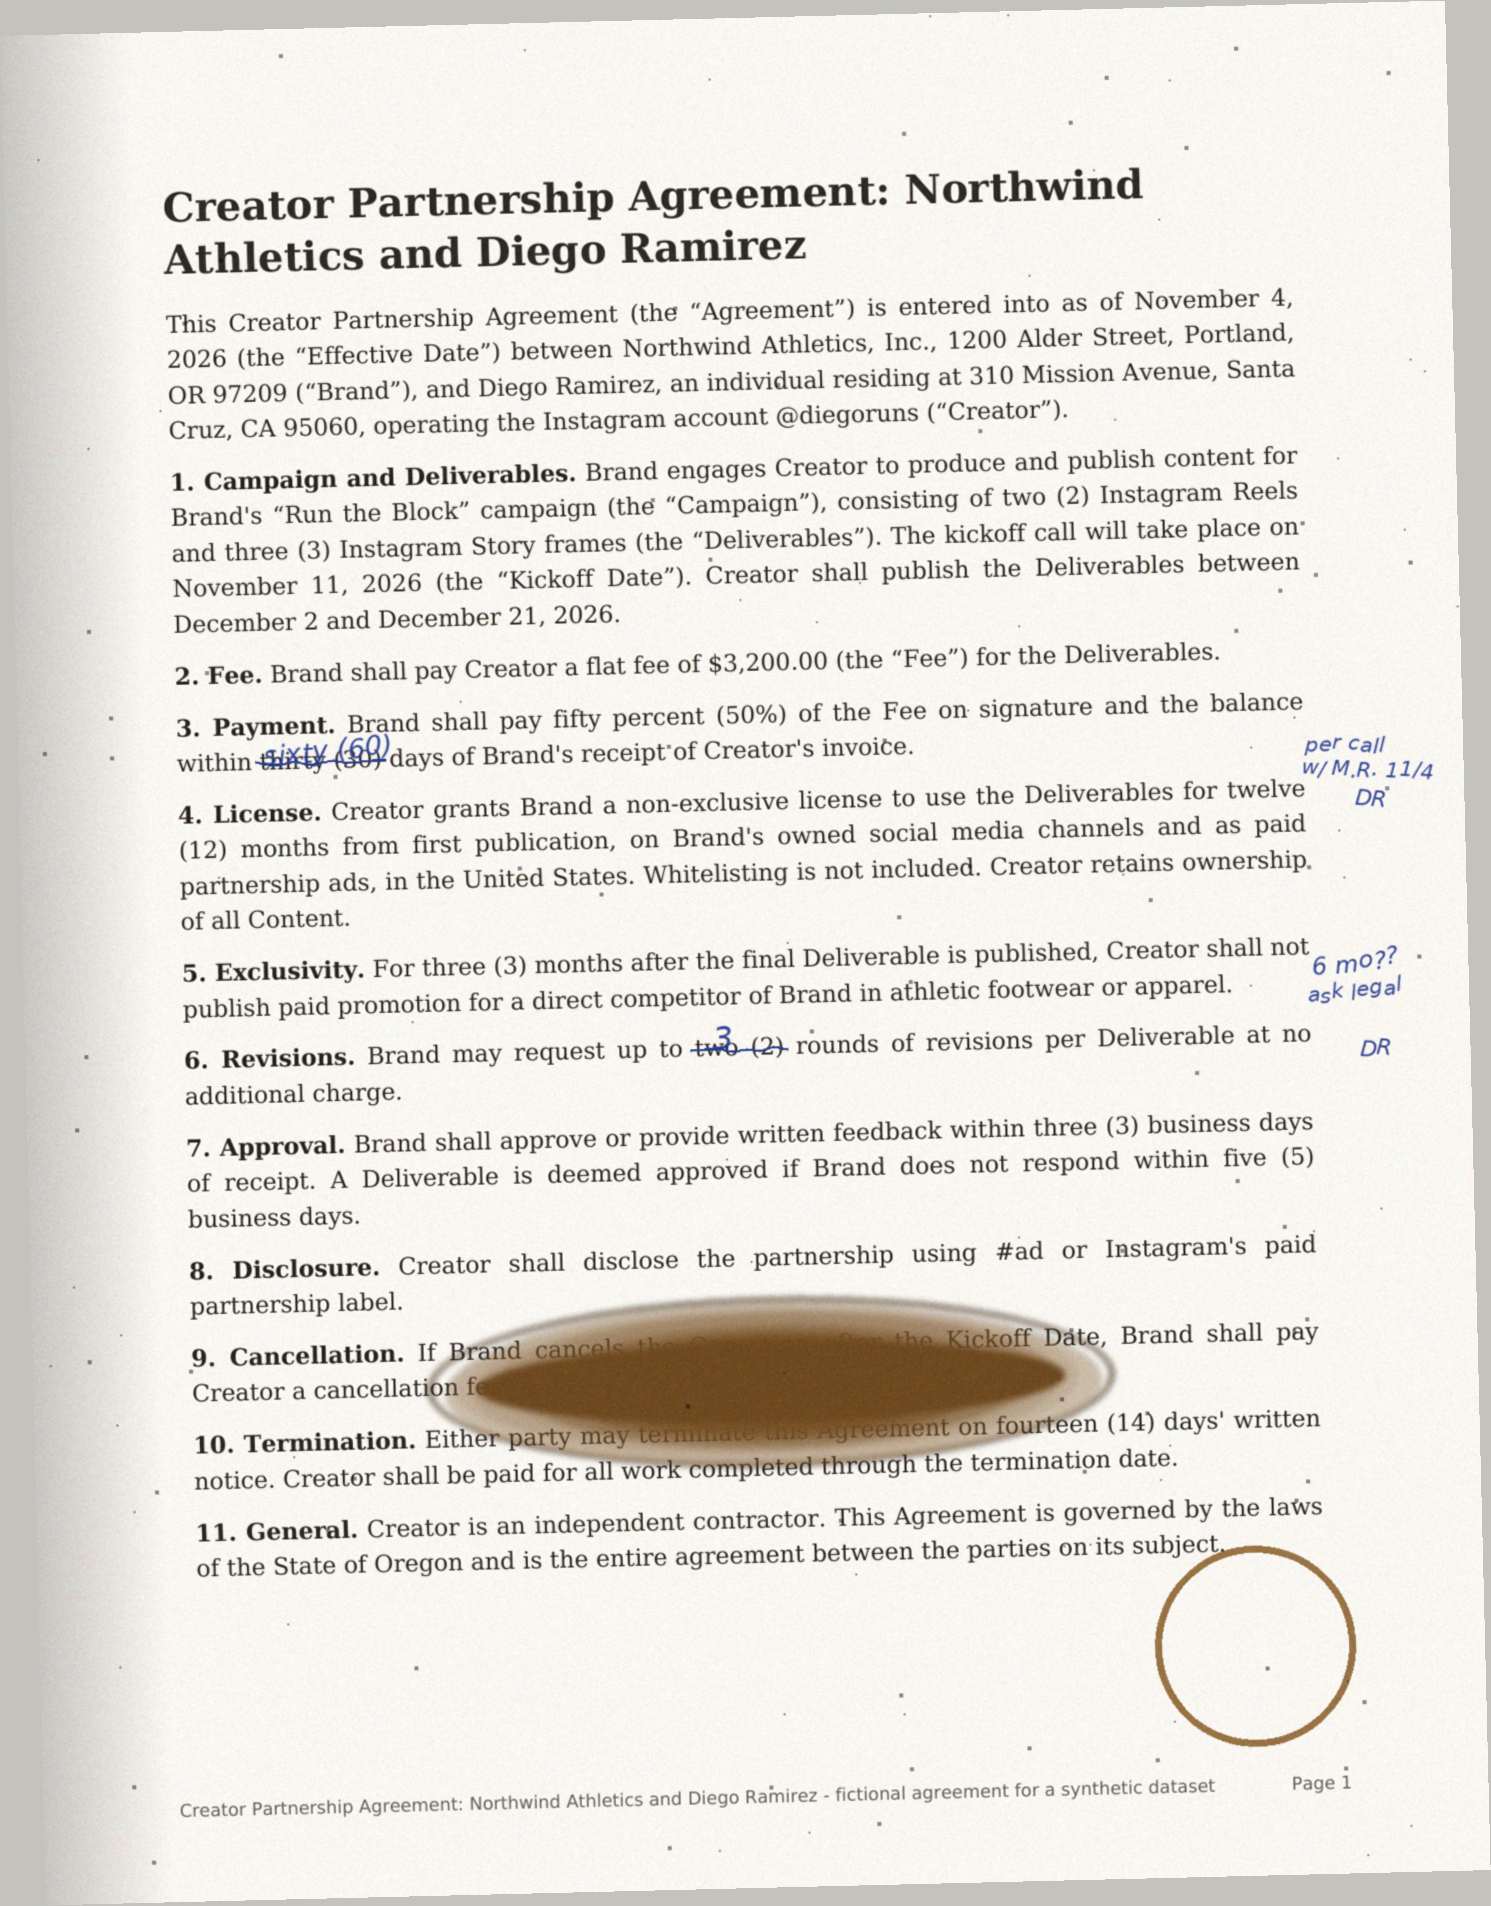 Creator Partnership Agreement: Northwind
Athletics and Diego Ramirez
This Creator Partnership Agreement (the “Agreement”) is entered into as of November 4,
2026 (the “Effective Date”) between Northwind Athletics, Inc., 1200 Alder Street, Portland,
OR 97209 (“Brand”), and Diego Ramirez, an individual residing at 310 Mission Avenue, Santa
Cruz, CA 95060, operating the Instagram account @diegoruns (“Creator”).
1. Campaign and Deliverables. Brand engages Creator to produce and publish content for
Brand's “Run the Block” campaign (the “Campaign”), consisting of two (2) Instagram Reels
and three (3) Instagram Story frames (the “Deliverables”). The kickoff call will take place on
November 11, 2026 (the “Kickoff Date”). Creator shall publish the Deliverables between
December 2 and December 21, 2026.
2. Fee. Brand shall pay Creator a flat fee of $3,200.00 (the “Fee”) for the Deliverables.
3. Payment. Brand shall pay fifty percent (50%) of the Fee on signature and the balance
sixty (60)
within thirty (30) days of Brand's receipt of Creator's invoice.
per call
w/ M.R. 11/4
DR
4. License. Creator grants Brand a non-exclusive license to use the Deliverables for twelve
(12) months from first publication, on Brand's owned social media channels and as paid
partnership ads, in the United States. Whitelisting is not included. Creator retains ownership
of all Content.
5. Exclusivity. For three (3) months after the final Deliverable is published, Creator shall not
publish paid promotion for a direct competitor of Brand in athletic footwear or apparel.
6 mo??
ask legal
3
6. Revisions. Brand may request up to two (2) rounds of revisions per Deliverable at no
additional charge.
DR
7. Approval. Brand shall approve or provide written feedback within three (3) business days
of receipt. A Deliverable is deemed approved if Brand does not respond within five (5)
business days.
8. Disclosure. Creator shall disclose the partnership using #ad or Instagram's paid
partnership label.
9. Cancellation. If Brand cancels the Kickoff Date, Brand shall pay
Creator a cancellation
10. Termination. Either party may terminate this Agreement on fourteen (14) days' written
notice. Creator shall be paid for all work completed through the termination date.
11. General. Creator is an independent contractor. This Agreement is governed by the laws
of the State of Oregon and is the entire agreement between the parties on its subject.
Creator Partnership Agreement: Northwind Athletics and Diego Ramirez - fictional agreement for a synthetic dataset Page 1